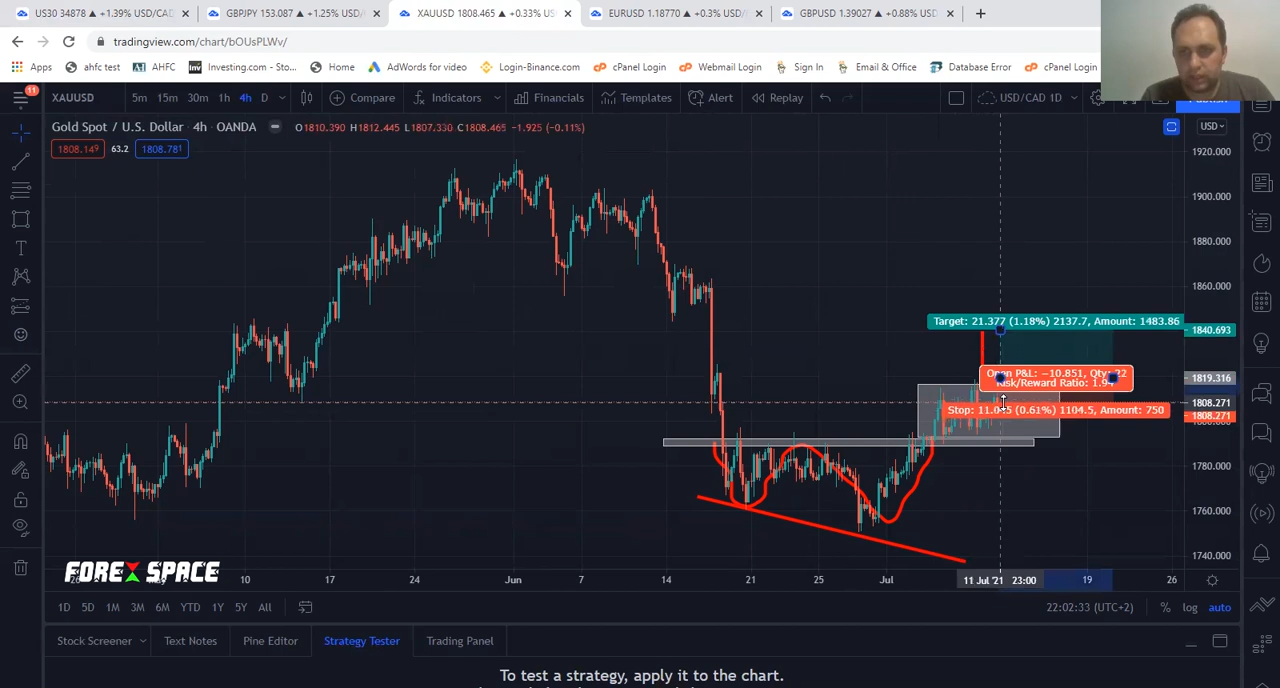 US30 34878 ▲ +1.39% USD/CAD
GBPJPY 153.087 ▲ +1.25% USD/
XAUUSD 1808.465 ▲ +0.33% US
EURUSD 1.18770 ▲ +0.3% USD/
GBPUSD 1.39027 ▲ +0.88% USD/C
tradingview.com/chart/bOUsPLWv/
Apps ahfc test AHFC Investing.com - Sto... Home AdWords for video Login-Binance.com cPanel Login Webmail Login Sign In Email & Office Database Error cPanel Login
11 XAUUSD 5m 15m 30m 1h 4h D Compare Indicators Financials Templates Alert Replay USD/CAD 1D
Gold Spot / U.S. Dollar 4h OANDA O1810.390 H1812.445 L1807.330 C1808.465 −1.925 (−0.11%) USD
1808.149 63.2 1808.781
1920.000
1900.000
1880.000
1860.000
Target: 21.377 (1.18%) 2137.7, Amount: 1483.86
1840.693
Open P&L: −10.851, Qty: 22
Risk/Reward Ratio: 1.94
1819.316
1808.271
Stop: 11.045 (0.61%) 1104.5, Amount: 750
1808.271
1780.000
1760.000
1740.000
FOREX SPACE
26 10 17 24 Jun 7 14 21 25 Jul 11 Jul '21 23:00 19 26
1D 5D 1M 3M 6M YTD 1Y 5Y All 22:02:33 (UTC+2) % log auto
Stock Screener Text Notes Pine Editor Strategy Tester Trading Panel
To test a strategy, apply it to the chart.